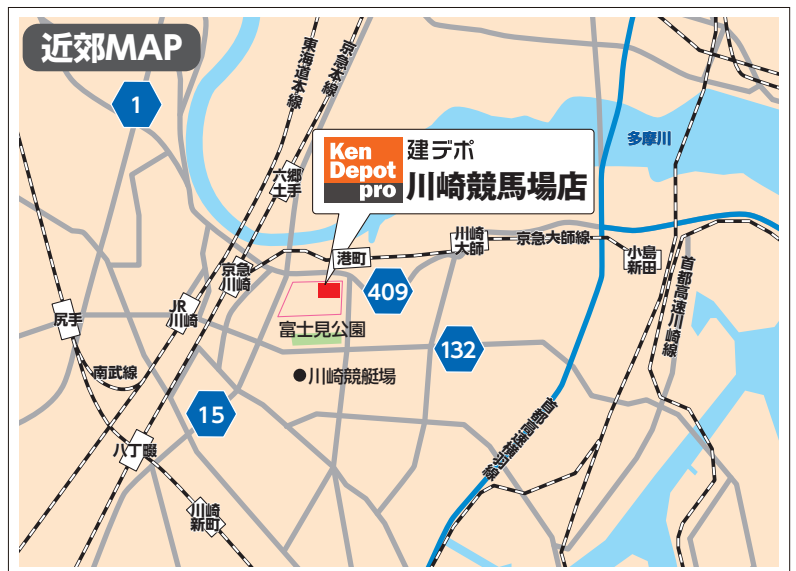 近郊MAP
1
東海道本線
京急本線
Ken
Depot
pro
建デポ
川崎競馬場店
多摩川
六郷
土手
川崎
大師
京急大師線
小島
新田
港町
京急
川崎
409
首都高速川崎線
JR
川崎
尻手
富士見公園
132
南武線
●川崎競艇場
15
首都高速横羽線
八丁畷
川崎
新町